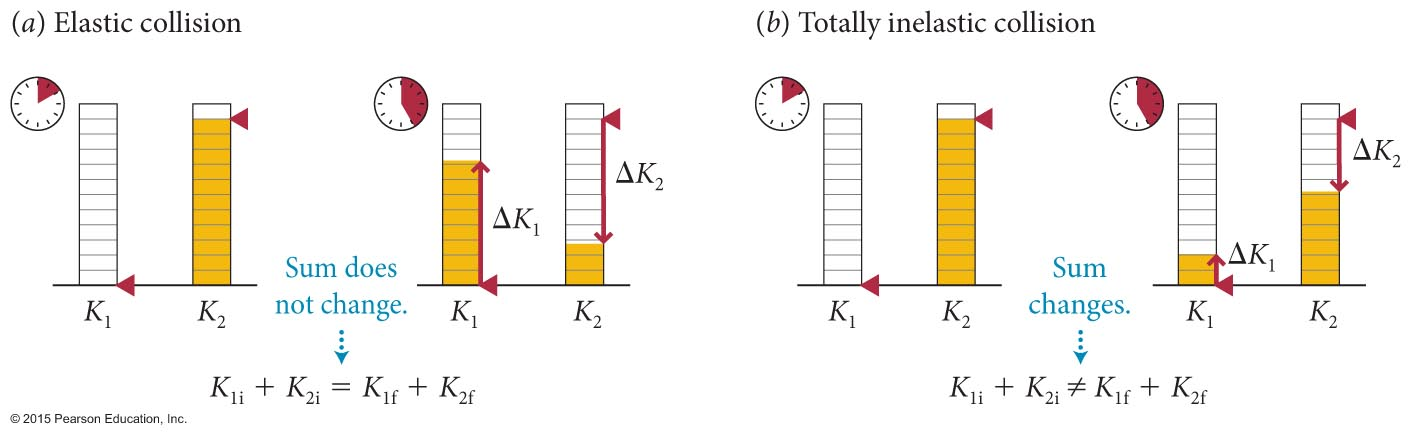 (a) Elastic collision
K₁
K₂
Sum does
not change.
ΔK₁
ΔK₂
K₁
K₂
K₁ᵢ + K₂ᵢ = K₁f + K₂f
(b) Totally inelastic collision
K₁
K₂
Sum
changes.
ΔK₁
ΔK₂
K₁
K₂
K₁ᵢ + K₂ᵢ ≠ K₁f + K₂f
© 2015 Pearson Education, Inc.